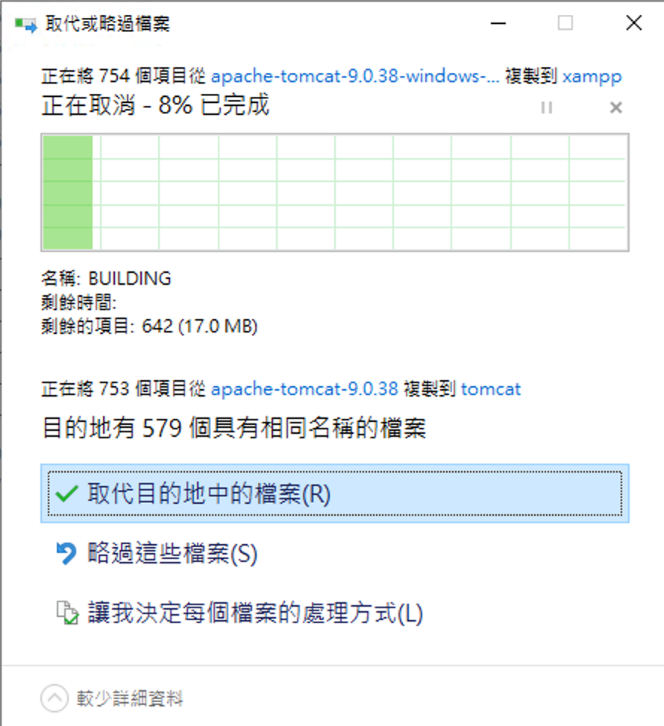 取代或略過檔案
正在將 754 個項目從 apache-tomcat-9.0.38-windows-... 複製到 xampp
正在取消 - 8% 已完成
名稱: BUILDING
剩餘時間:
剩餘的項目: 642 (17.0 MB)
正在將 753 個項目從 apache-tomcat-9.0.38 複製到 tomcat
目的地有 579 個具有相同名稱的檔案
取代目的地中的檔案(R)
略過這些檔案(S)
讓我決定每個檔案的處理方式(L)
較少詳細資料